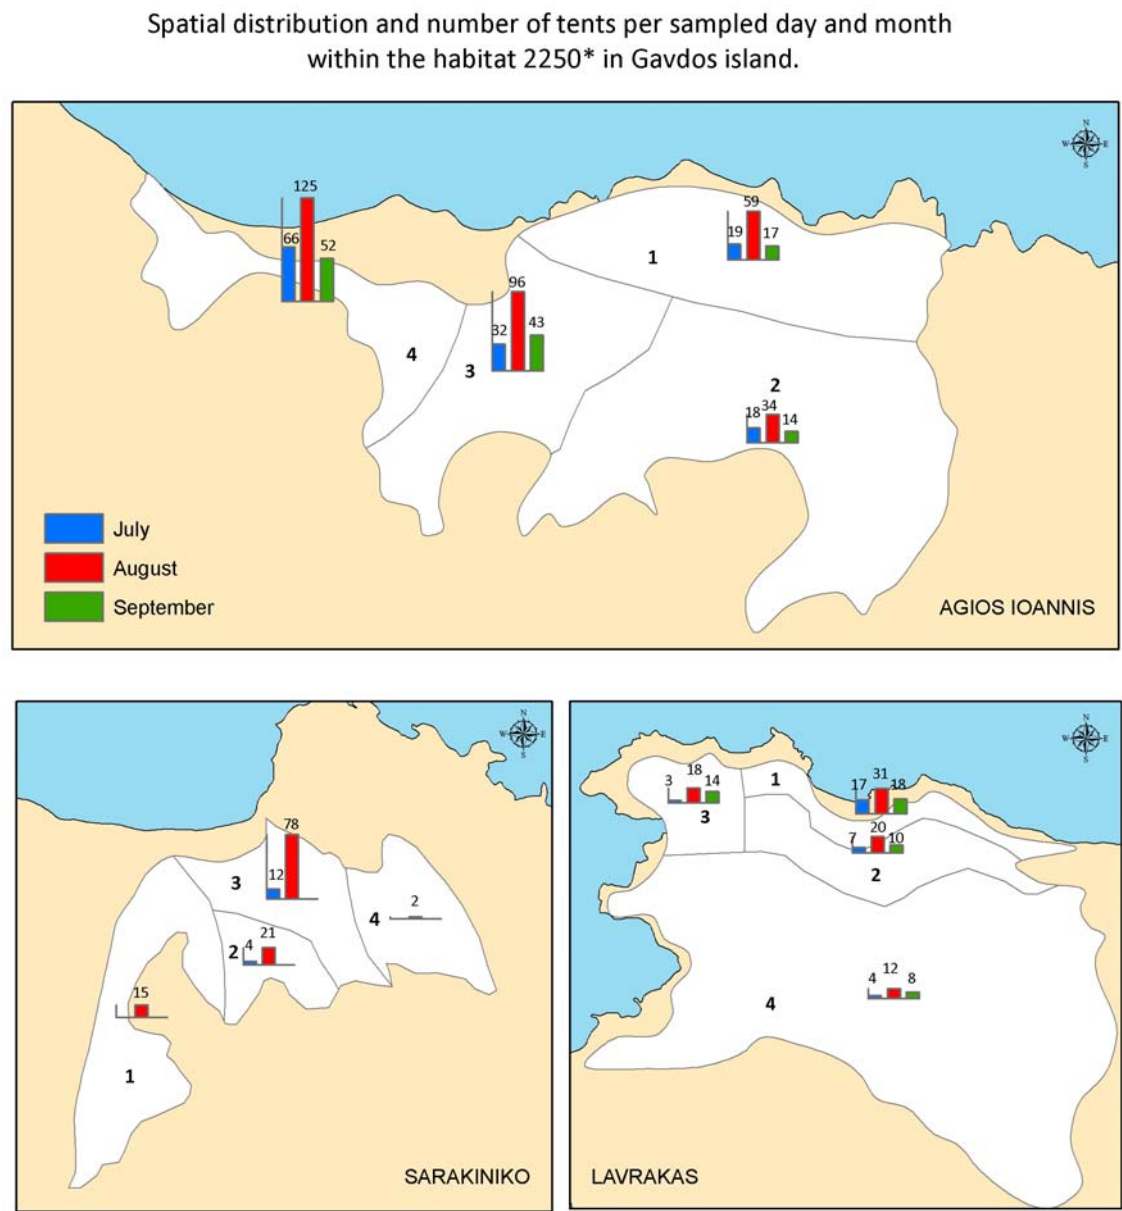 Spatial distribution and number of tents per sampled day and month
within the habitat 2250* in Gavdos island.
N
W E
S
125
66
52
59
19
17
1
96
32
43
4
3
2
34
18
14
July
August
September
AGIOS IOANNIS
N
W E
S
78
12
3
2
4
21
4
2
15
1
SARAKINIKO
N
W E
S
3
18
14
1
17
31
18
3
7
20
10
2
4
12
8
4
LAVRAKAS